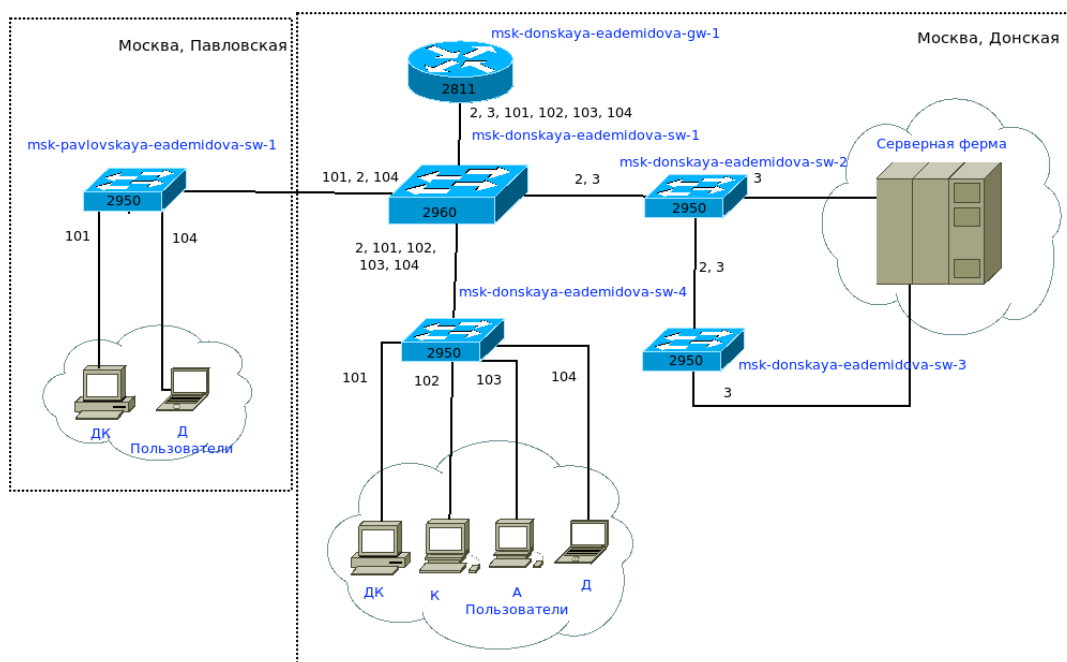 Москва, Павловская
msk-donskaya-eademidova-gw-1
Москва, Донская
2811
2, 3, 101, 102, 103, 104
msk-donskaya-eademidova-sw-1
msk-pavlovskaya-eademidova-sw-1
msk-donskaya-eademidova-sw-2
Серверная ферма
2950
101, 2, 104
2960
2, 3
2950
3
101
104
2, 101, 102,
103, 104
2, 3
msk-donskaya-eademidova-sw-4
2950
2950
msk-donskaya-eademidova-sw-3
101
102
103
104
3
ДК
Д
Пользователи
ДК
К
А
Д
Пользователи